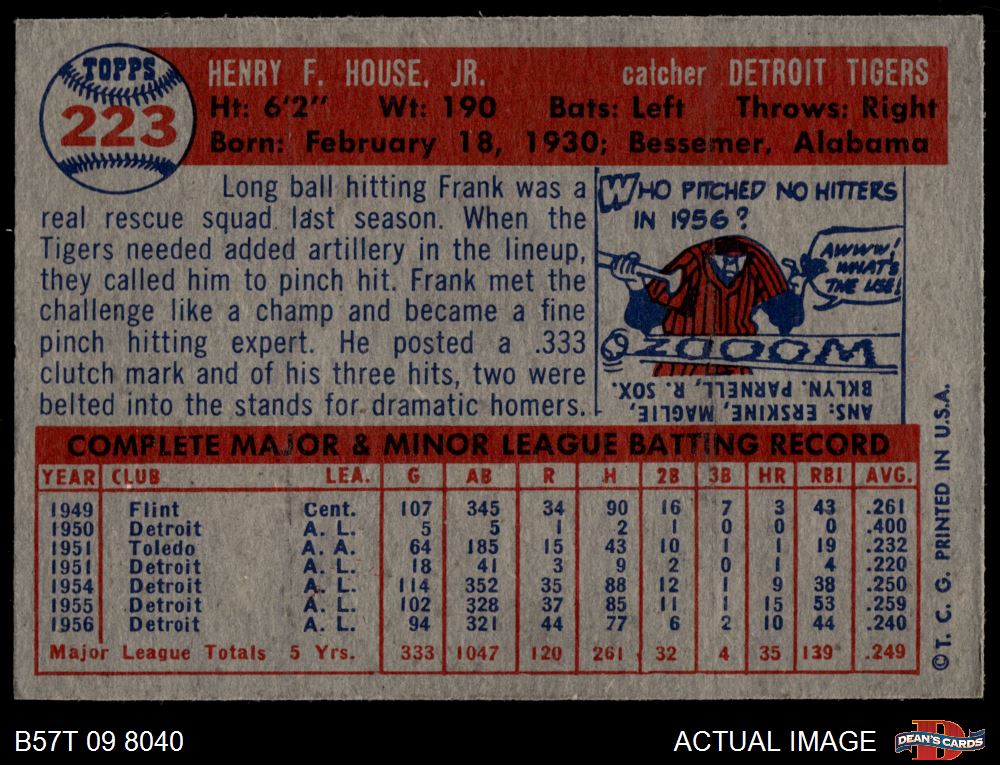 TOPPS
223
HENRY F. HOUSE, JR. catcher DETROIT TIGERS
Ht: 6'2" Wt: 190 Bats: Left Throws: Right
Born: February 18, 1930; Bessemer, Alabama
Long ball hitting Frank was a
real rescue squad last season. When the
Tigers needed added artillery in the lineup,
they called him to pinch hit. Frank met the
challenge like a champ and became a fine
pinch hitting expert. He posted a .333
clutch mark and of his three hits, two were
belted into the stands for dramatic homers.
WHO PITCHED NO HITTERS
IN 1956?
AWWW!
WHAT'S
THE USE!
ZOOOOM
ANS: ERSKINE, MAGLIE,
BKLYN. PARNELL, R. SOX.
COMPLETE MAJOR & MINOR LEAGUE BATTING RECORD
YEAR CLUB LEA. G AB R H 2B 3B HR RBI AVG.
1949 Flint Cent. 107 345 34 90 16 7 3 43 .261
1950 Detroit A. L. 5 5 1 2 1 0 0 0 .400
1951 Toledo A. A. 64 185 15 43 10 1 1 19 .232
1951 Detroit A. L. 18 41 3 9 2 0 1 4 .220
1954 Detroit A. L. 114 352 35 88 12 1 9 38 .250
1955 Detroit A. L. 102 328 37 85 11 1 15 53 .259
1956 Detroit A. L. 94 321 44 77 6 2 10 44 .240
Major League Totals 5 Yrs. 333 1047 120 261 32 4 35 139 .249
© T. C. G. PRINTED IN U.S.A.
B57T 09 8040
ACTUAL IMAGE
D
DEAN'S CARDS